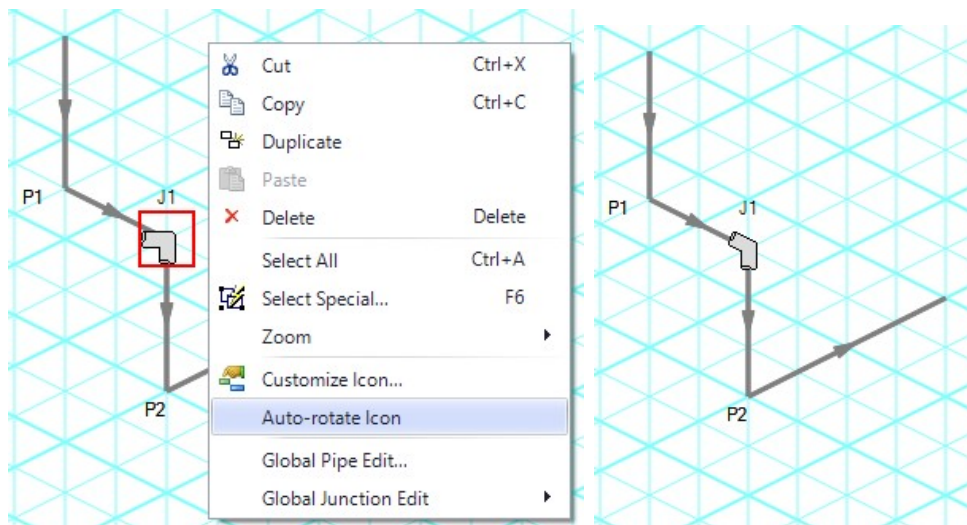 P1
J1
P2
Cut Ctrl+X
Copy Ctrl+C
Duplicate
Paste
Delete Delete
Select All Ctrl+A
Select Special... F6
Zoom
Customize Icon...
Auto-rotate Icon
Global Pipe Edit...
Global Junction Edit
P1
J1
P2